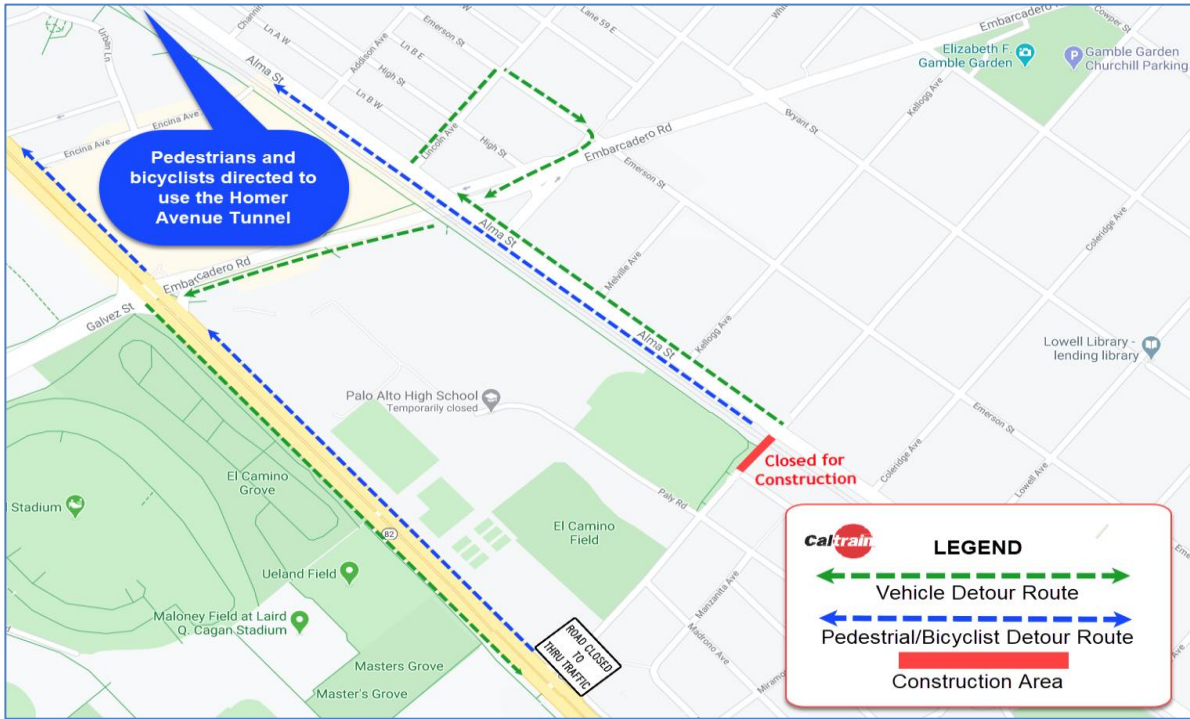 Urban Ln
Channing
Ln A W
Ln B E
Emerson St
Lane 59 E
Embarcadero Rd
Cowper St
Addison Ave
High St
Ln B W
Alma St
Elizabeth F.
Gamble Garden
Gamble Garden
Churchill Parking
Kellogg Ave
Encina Ave
Encina Ave
Pedestrians and
bicyclists directed to
use the Homer
Avenue Tunnel
Lincoln Ave
High St
Embarcadero Rd
Bryant St
Emerson St
Coleridge Ave
Alma St
Melville Ave
Embarcadero Rd
Galvez St
Alma St
Kellogg Ave
Lowell Library -
lending library
Palo Alto High School
Temporarily closed
Emerson St
Closed for
Construction
Coleridge Ave
Lowell Ave
El Camino
Grove
Paly Rd
l Stadium
El Camino
Field
82
Ueland Field
Maloney Field at Laird
Q. Cagan Stadium
Manzanita Ave
Madrono Ave
ROAD CLOSED
TO
THRU TRAFFIC
Masters Grove
Master's Grove
Caltrain
LEGEND
Vehicle Detour Route
Pedestrial/Bicyclist Detour Route
Construction Area